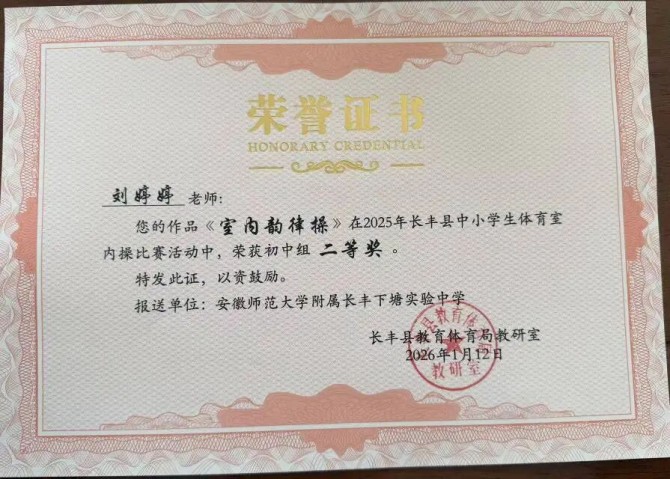 荣誉证书
HONORARY CREDENTIAL
刘婷婷 老师：
您的作品《室内韵律操》在2025年长丰县中小学生体育室
内操比赛活动中，荣获初中组 二等奖 。
特发此证，以资鼓励。
报送单位：安徽师范大学附属长丰下塘实验中学
长丰县教育体育局教研室
2026年1月12日
教研室